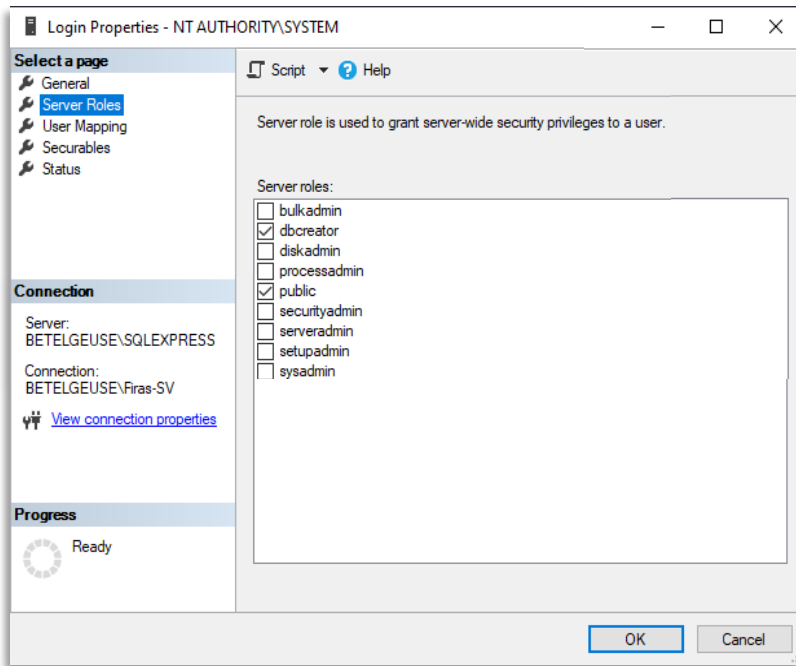 Login Properties - NT AUTHORITY\SYSTEM
Select a page
General
Server Roles
User Mapping
Securables
Status
Script
Help
Server role is used to grant server-wide security privileges to a user.
Server roles:
bulkadmin
dbcreator
diskadmin
processadmin
public
securityadmin
serveradmin
setupadmin
sysadmin
Connection
Server:
BETELGEUSE\SQLEXPRESS
Connection:
BETELGEUSE\Firas-SV
View connection properties
Progress
Ready
OK
Cancel